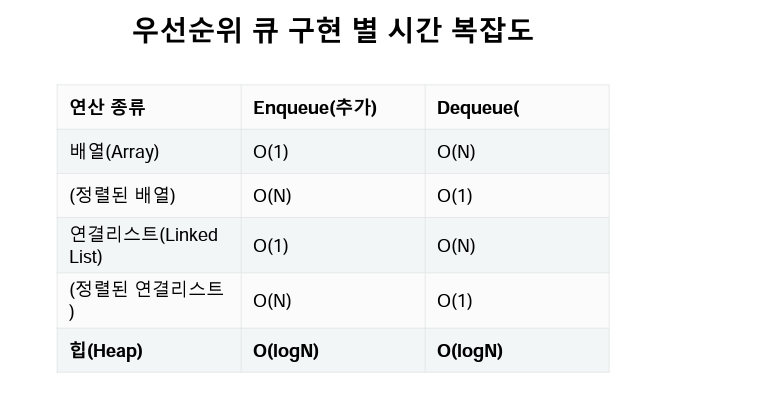 우선순위 큐 구현 별 시간 복잡도
연산 종류 Enqueue(추가) Dequeue(
배열(Array) O(1) O(N)
(정렬된 배열) O(N) O(1)
연결리스트(Linked
List) O(1) O(N)
(정렬된 연결리스트
) O(N) O(1)
힙(Heap) O(logN) O(logN)